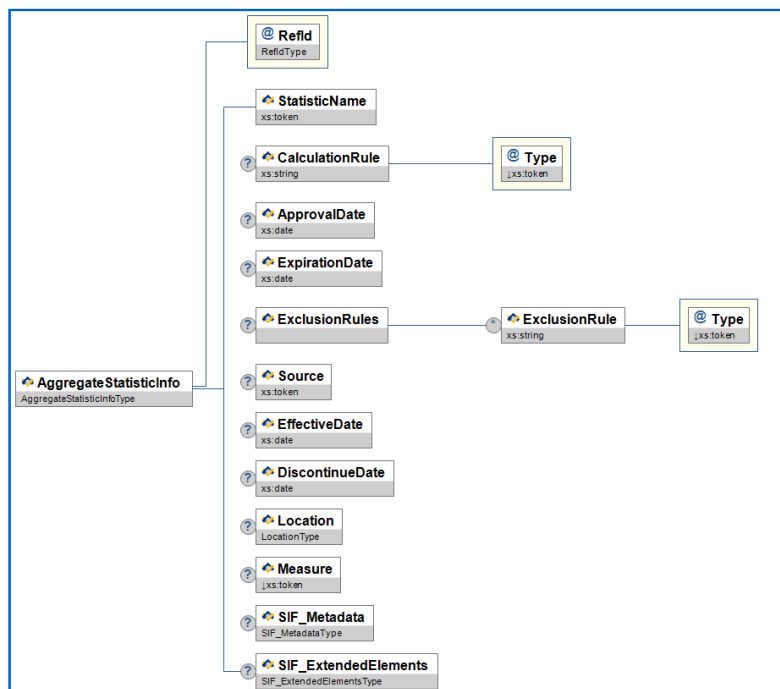 @ RefId
RefIdType
StatisticName
xs:token
? CalculationRule
xs:string
@ Type
↓xs:token
? ApprovalDate
xs:date
? ExpirationDate
xs:date
? ExclusionRules
* ExclusionRule
xs:string
@ Type
↓xs:token
AggregateStatisticInfo
AggregateStatisticInfoType
? Source
xs:token
? EffectiveDate
xs:date
? DiscontinueDate
xs:date
? Location
LocationType
? Measure
↓xs:token
? SIF_Metadata
SIF_MetadataType
? SIF_ExtendedElements
SIF_ExtendedElementsType